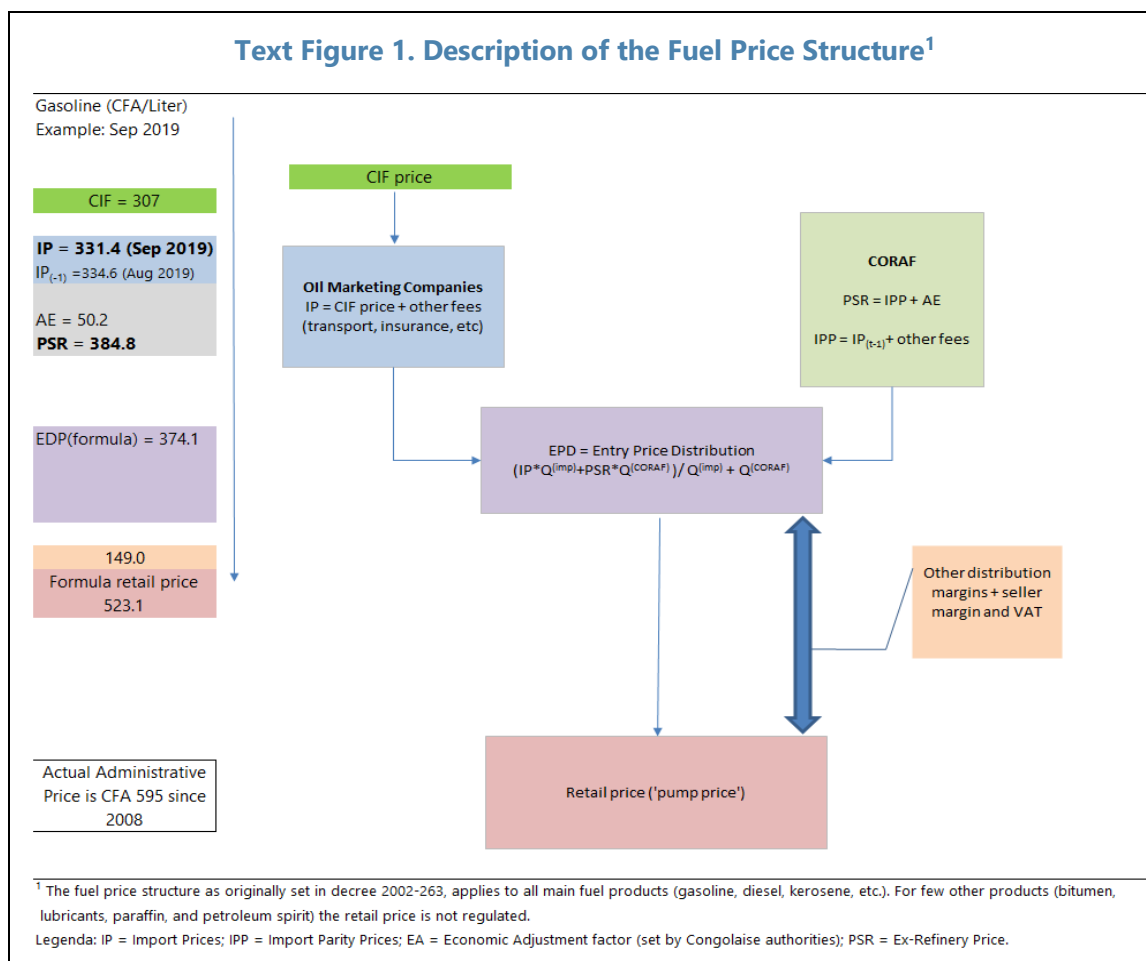 Text Figure 1. Description of the Fuel Price Structure1
Gasoline (CFA/Liter)
Example: Sep 2019
CIF = 307
IP = 331.4 (Sep 2019)
IP(-1) =334.6 (Aug 2019)
AE = 50.2
PSR = 384.8
EDP(formula) = 374.1
149.0
Formula retail price
523.1
Actual Administrative
Price is CFA 595 since
2008
CIF price
OIl Marketing Companies
IP = CIF price + other fees
(transport, insurance, etc)
CORAF
PSR = IPP + AE
IPP = IP(t-1)+ other fees
EPD = Entry Price Distribution
(IP*Q(imp)+PSR*Q(CORAF))/ Q(imp) + Q(CORAF)
Other distribution
margins + seller
margin and VAT
Retail price ('pump price')
1 The fuel price structure as originally set in decree 2002-263, applies to all main fuel products (gasoline, diesel, kerosene, etc.). For few other products (bitumen,
lubricants, paraffin, and petroleum spirit) the retail price is not regulated.
Legenda: IP = Import Prices; IPP = Import Parity Prices; EA = Economic Adjustment factor (set by Congolaise authorities); PSR = Ex-Refinery Price.